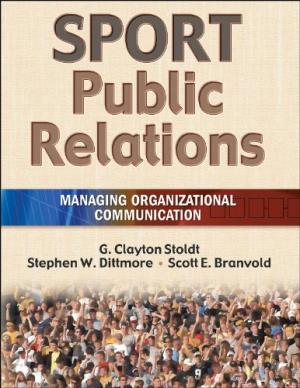 SPORT
Public
Relations
MANAGING ORGANIZATIONAL
COMMUNICATION
G. Clayton Stoldt
Stephen W. Dittmore • Scott E. Branvold